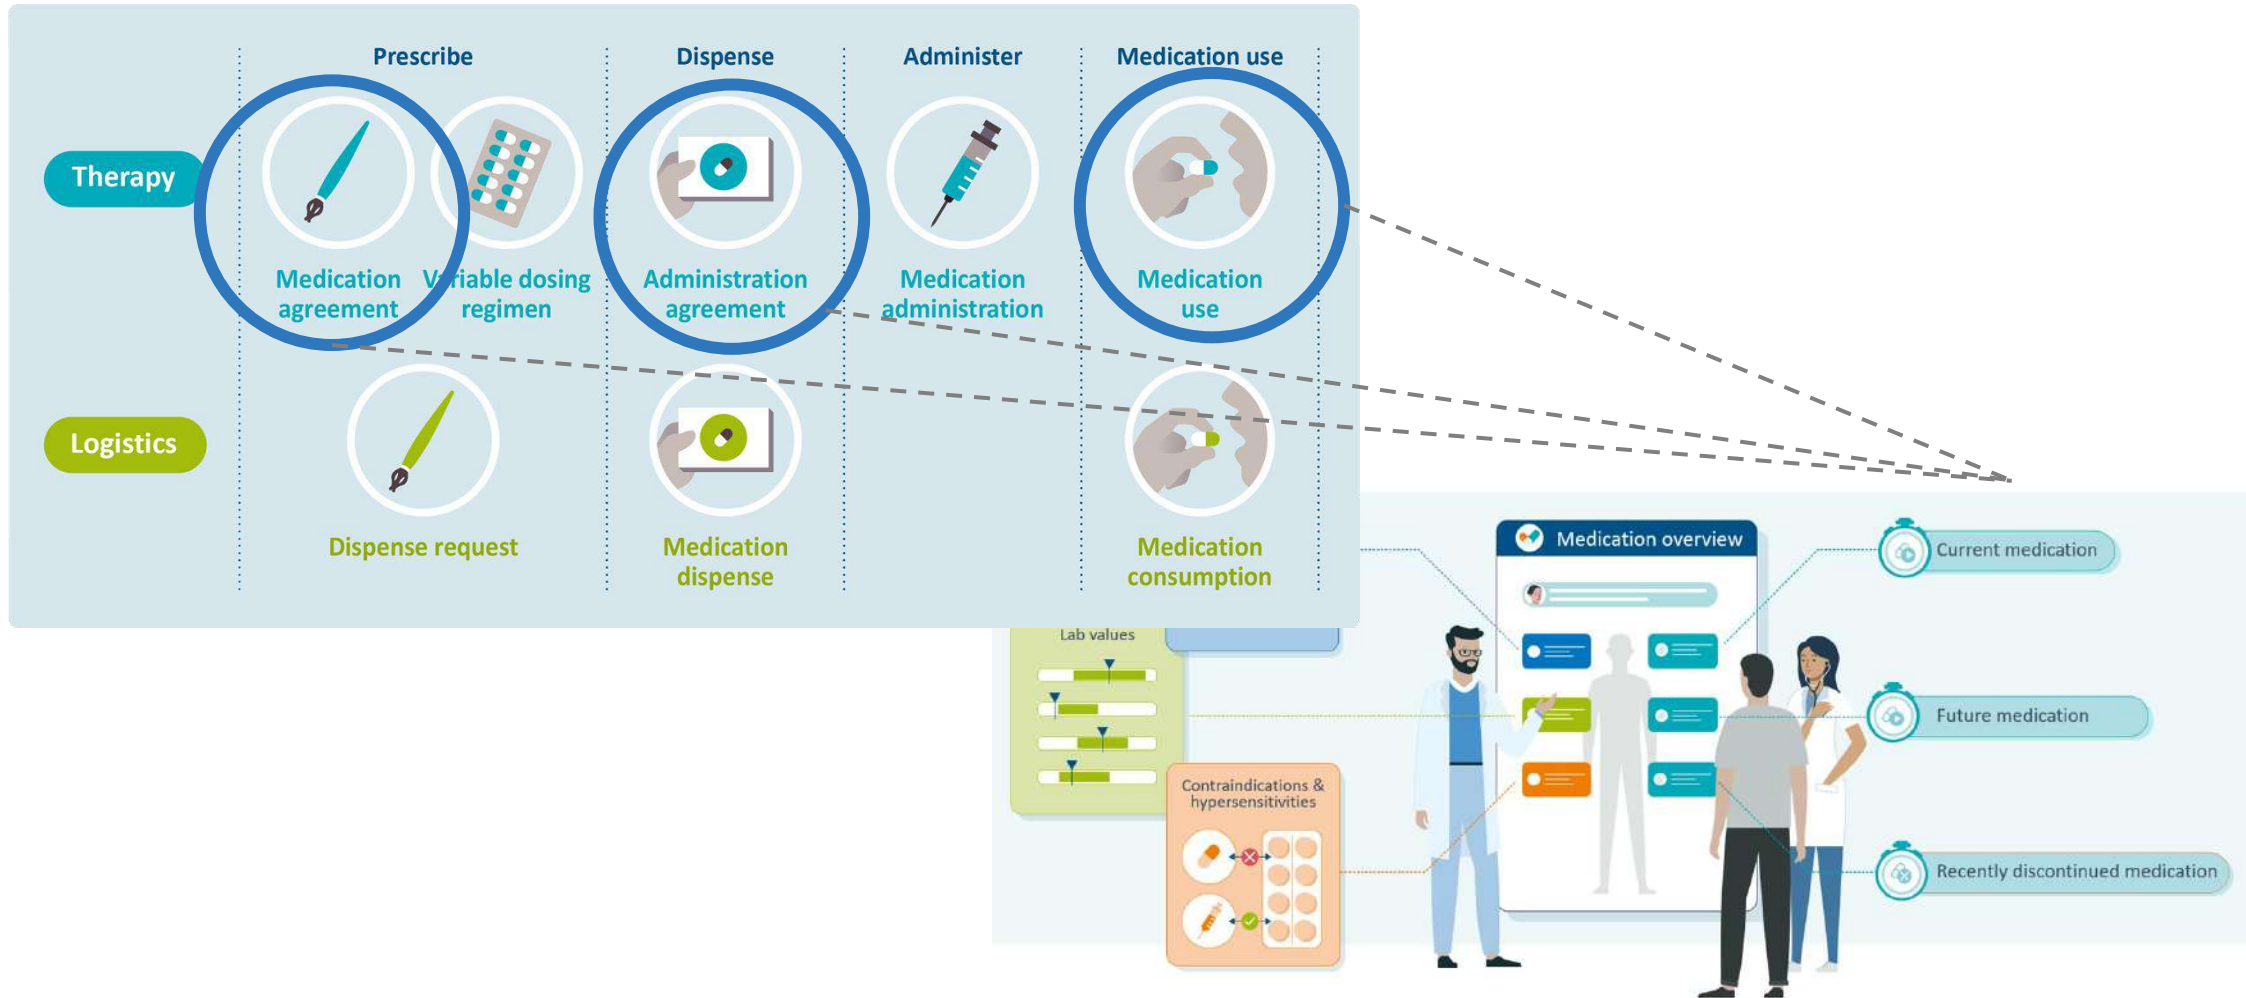 Prescribe
Dispense
Administer
Medication use
Therapy
Medication
agreement
Variable dosing
regimen
Administration
agreement
Medication
administration
Medication
use
Logistics
Dispense request
Medication
dispense
Medication
consumption
Medication overview
Current medication
Lab values
Future medication
Contraindications &
hypersensitivities
Recently discontinued medication